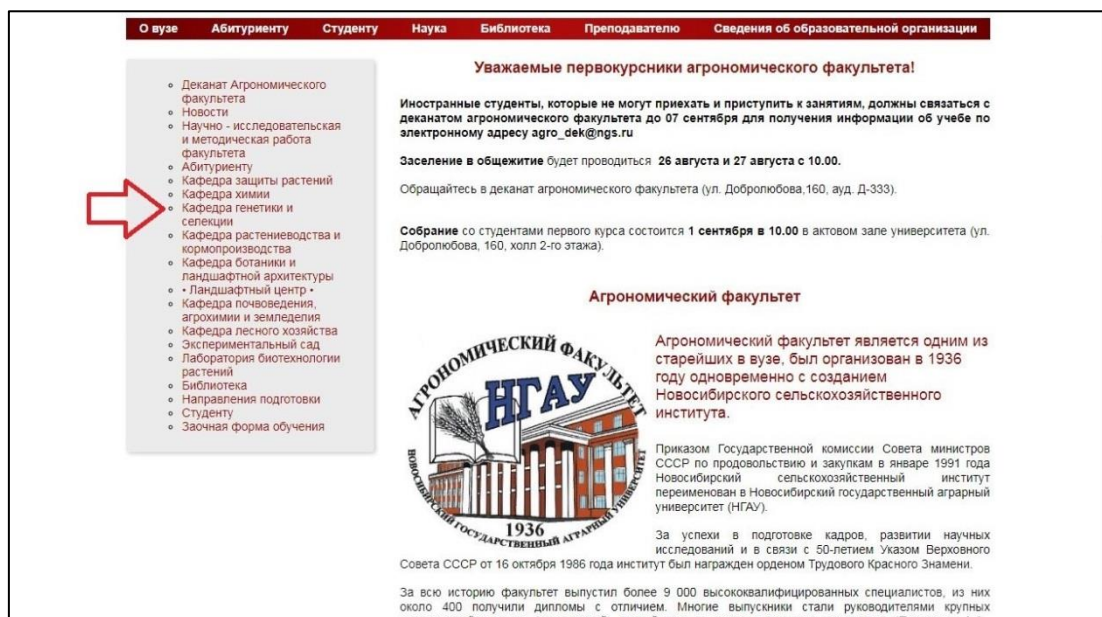 О вузе Абитуриенту Студенту Наука Библиотека Преподавателю Сведения об образовательной организации
Деканат Агрономического
факультета
Новости
Научно - исследовательская
и методическая работа
факультета
Абитуриенту
Кафедра защиты растений
Кафедра химии
Кафедра генетики и
селекции
Кафедра растениеводства и
кормопроизводства
Кафедра ботаники и
ландшафтной архитектуры
• Ландшафтный центр •
Кафедра почвоведения,
агрохимии и земледелия
Кафедра лесного хозяйства
Экспериментальный сад
Лаборатория биотехнологии
растений
Библиотека
Направления подготовки
Студенту
Заочная форма обучения
Уважаемые первокурсники агрономического факультета!
Иностранные студенты, которые не могут приехать и приступить к занятиям, должны связаться с
деканатом агрономического факультета до 07 сентября для получения информации об учебе по
электронному адресу agro_dek@ngs.ru
Заселение в общежитие будет проводиться 26 августа и 27 августа с 10.00.
Обращайтесь в деканат агрономического факультета (ул. Добролюбова,160, ауд. Д-333).
Собрание со студентами первого курса состоится 1 сентября в 10.00 в актовом зале университета (ул.
Добролюбова, 160, холл 2-го этажа).
Агрономический факультет
АГРОНОМИЧЕСКИЙ ФАКУЛЬТЕТ
НГАУ
1936
НОВОСИБИРСКИЙ ГОСУДАРСТВЕННЫЙ АГРАРНЫЙ УНИВЕРСИТЕТ
Агрономический факультет является одним из
старейших в вузе, был организован в 1936
году одновременно с созданием
Новосибирского сельскохозяйственного
института.
Приказом Государственной комиссии Совета министров
СССР по продовольствию и закупкам в январе 1991 года
Новосибирский сельскохозяйственный институт
переименован в Новосибирский государственный аграрный
университет (НГАУ).
За успехи в подготовке кадров, развитии научных
исследований и в связи с 50-летием Указом Верховного
Совета СССР от 16 октября 1986 года институт был награжден орденом Трудового Красного Знамени.
За всю историю факультет выпустил более 9 000 высококвалифицированных специалистов, из них
около 400 получили дипломы с отличием. Многие выпускники стали руководителями крупных